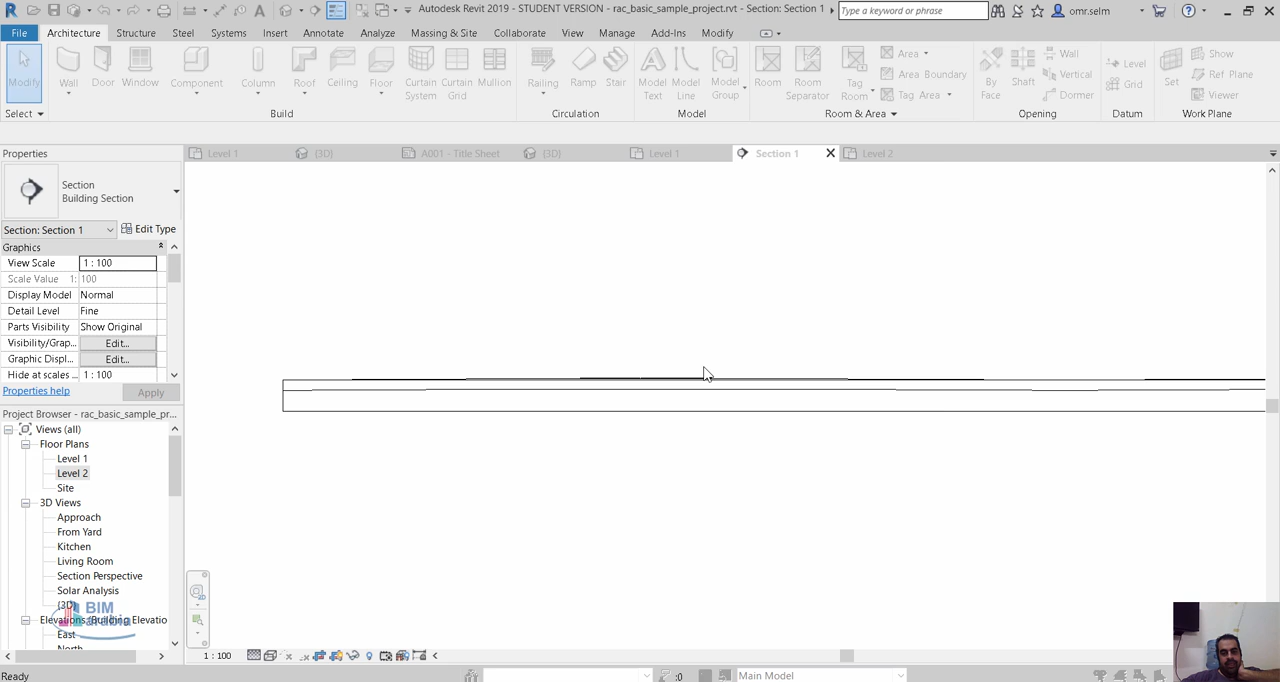 Autodesk Revit 2019 - STUDENT VERSION - rac_basic_sample_project.rvt - Section: Section 1
Type a keyword or phrase
omr.selm
File Architecture Structure Steel Systems Insert Annotate Analyze Massing & Site Collaborate View Manage Add-Ins Modify
Modify
Wall
Door
Window
Component
Column
Roof
Ceiling
Floor
Curtain System
Curtain Grid
Mullion
Railing
Ramp
Stair
Model Text
Model Line
Model Group
Room
Room Separator
Tag Room
Area
Area Boundary
Tag Area
By Face
Shaft
Wall
Vertical
Dormer
Level
Grid
Set
Show
Ref Plane
Viewer
Select
Build
Circulation
Model
Room & Area
Opening
Datum
Work Plane
Properties
Level 1
(3D)
A001 - Title Sheet
(3D)
Level 1
Section 1
Level 2
Section
Building Section
Section: Section 1
Edit Type
Graphics
View Scale 1 : 100
Scale Value 1: 100
Display Model Normal
Detail Level Fine
Parts Visibility Show Original
Visibility/Grap... Edit...
Graphic Displ... Edit...
Hide at scales ... 1 : 100
Properties help
Apply
Project Browser - rac_basic_sample_pr...
Views (all)
Floor Plans
Level 1
Level 2
Site
3D Views
Approach
From Yard
Kitchen
Living Room
Section Perspective
Solar Analysis
{3D}
BIM
arabia
Elevations (Building Elevatio
East
North
1 : 100
Ready
:0
Main Model